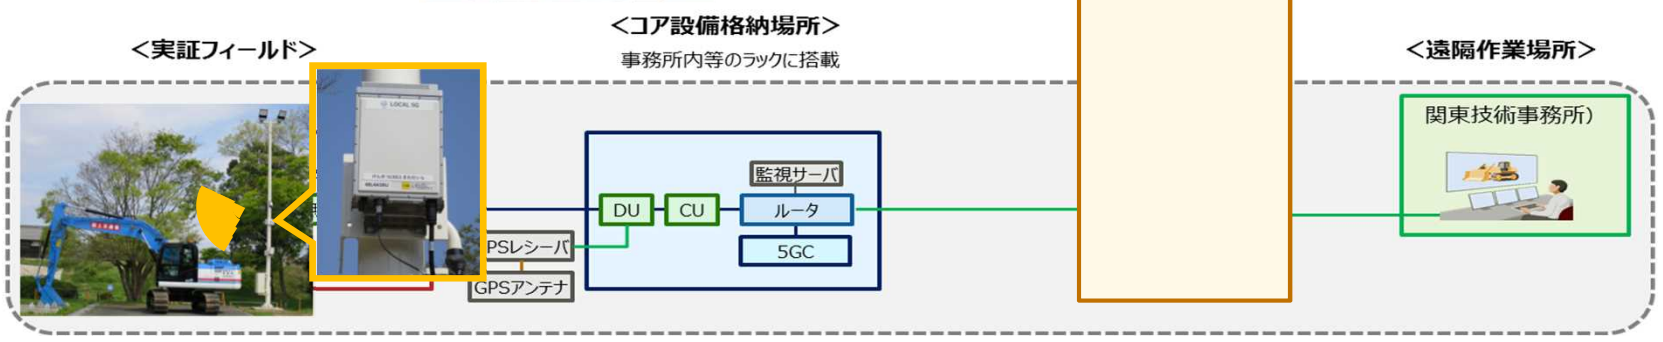 <コア設備格納場所>
<実証フィールド>
事務所内等のラックに搭載
<遠隔作業場所>
LOCAL 5G
関東技術事務所)
監視サーバ
DU
CU
ルータ
PSレシーバ
5GC
GPSアンテナ